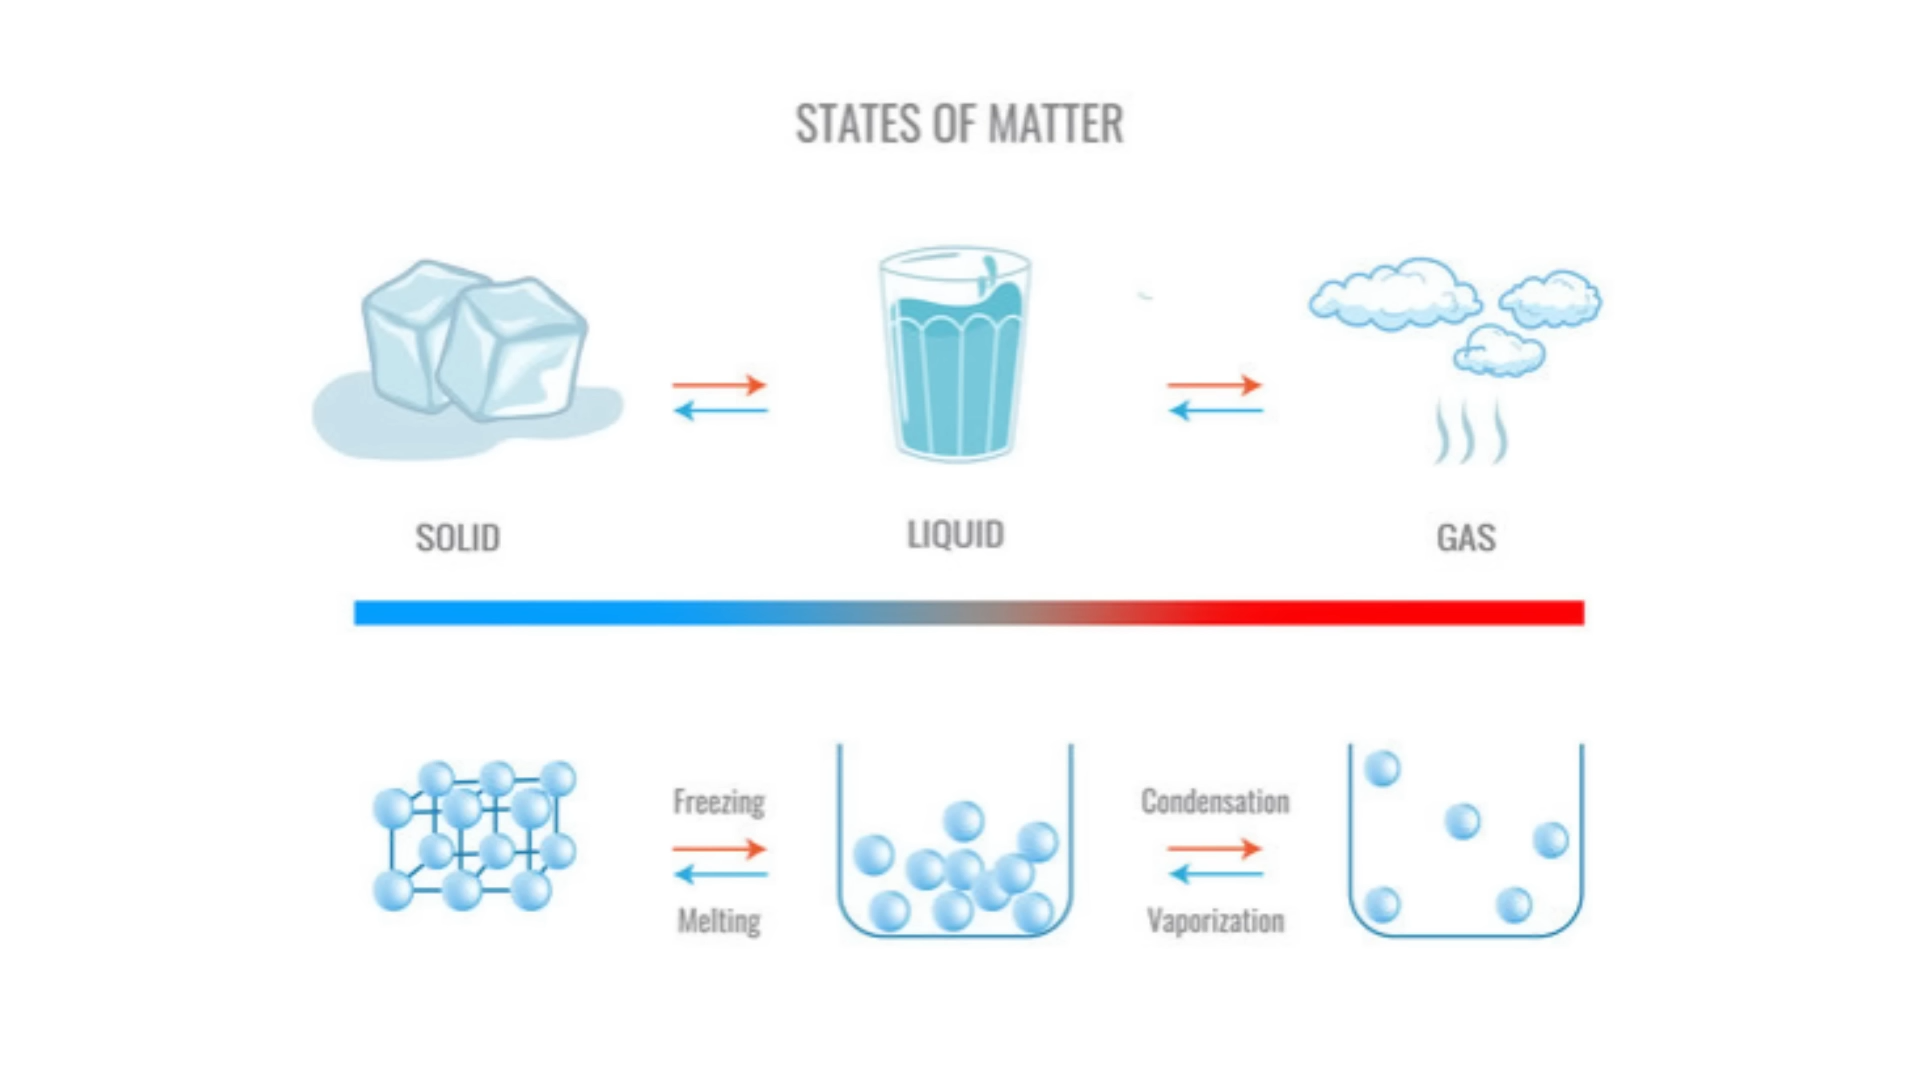 STATES OF MATTER
SOLID
LIQUID
GAS
Freezing
Condensation
Melting
Vaporization